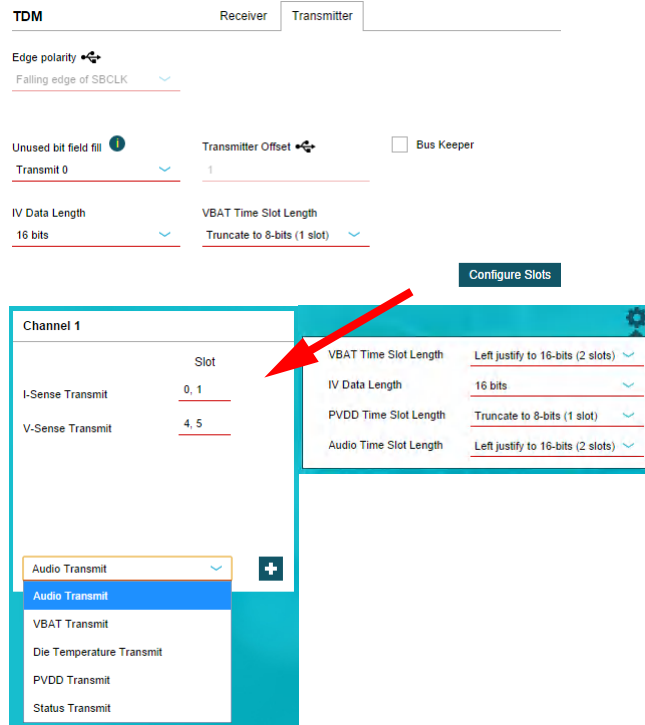 TDM Receiver Transmitter
Edge polarity
Falling edge of SBCLK
Unused bit field fill i Transmitter Offset Bus Keeper
Transmit 0 1
IV Data Length VBAT Time Slot Length
16 bits Truncate to 8-bits (1 slot)
Configure Slots
Channel 1
Slot
I-Sense Transmit 0, 1
V-Sense Transmit 4, 5
Audio Transmit +
Audio Transmit
VBAT Transmit
Die Temperature Transmit
PVDD Transmit
Status Transmit
VBAT Time Slot Length Left justify to 16-bits (2 slots)
IV Data Length 16 bits
PVDD Time Slot Length Truncate to 8-bits (1 slot)
Audio Time Slot Length Left justify to 16-bits (2 slots)